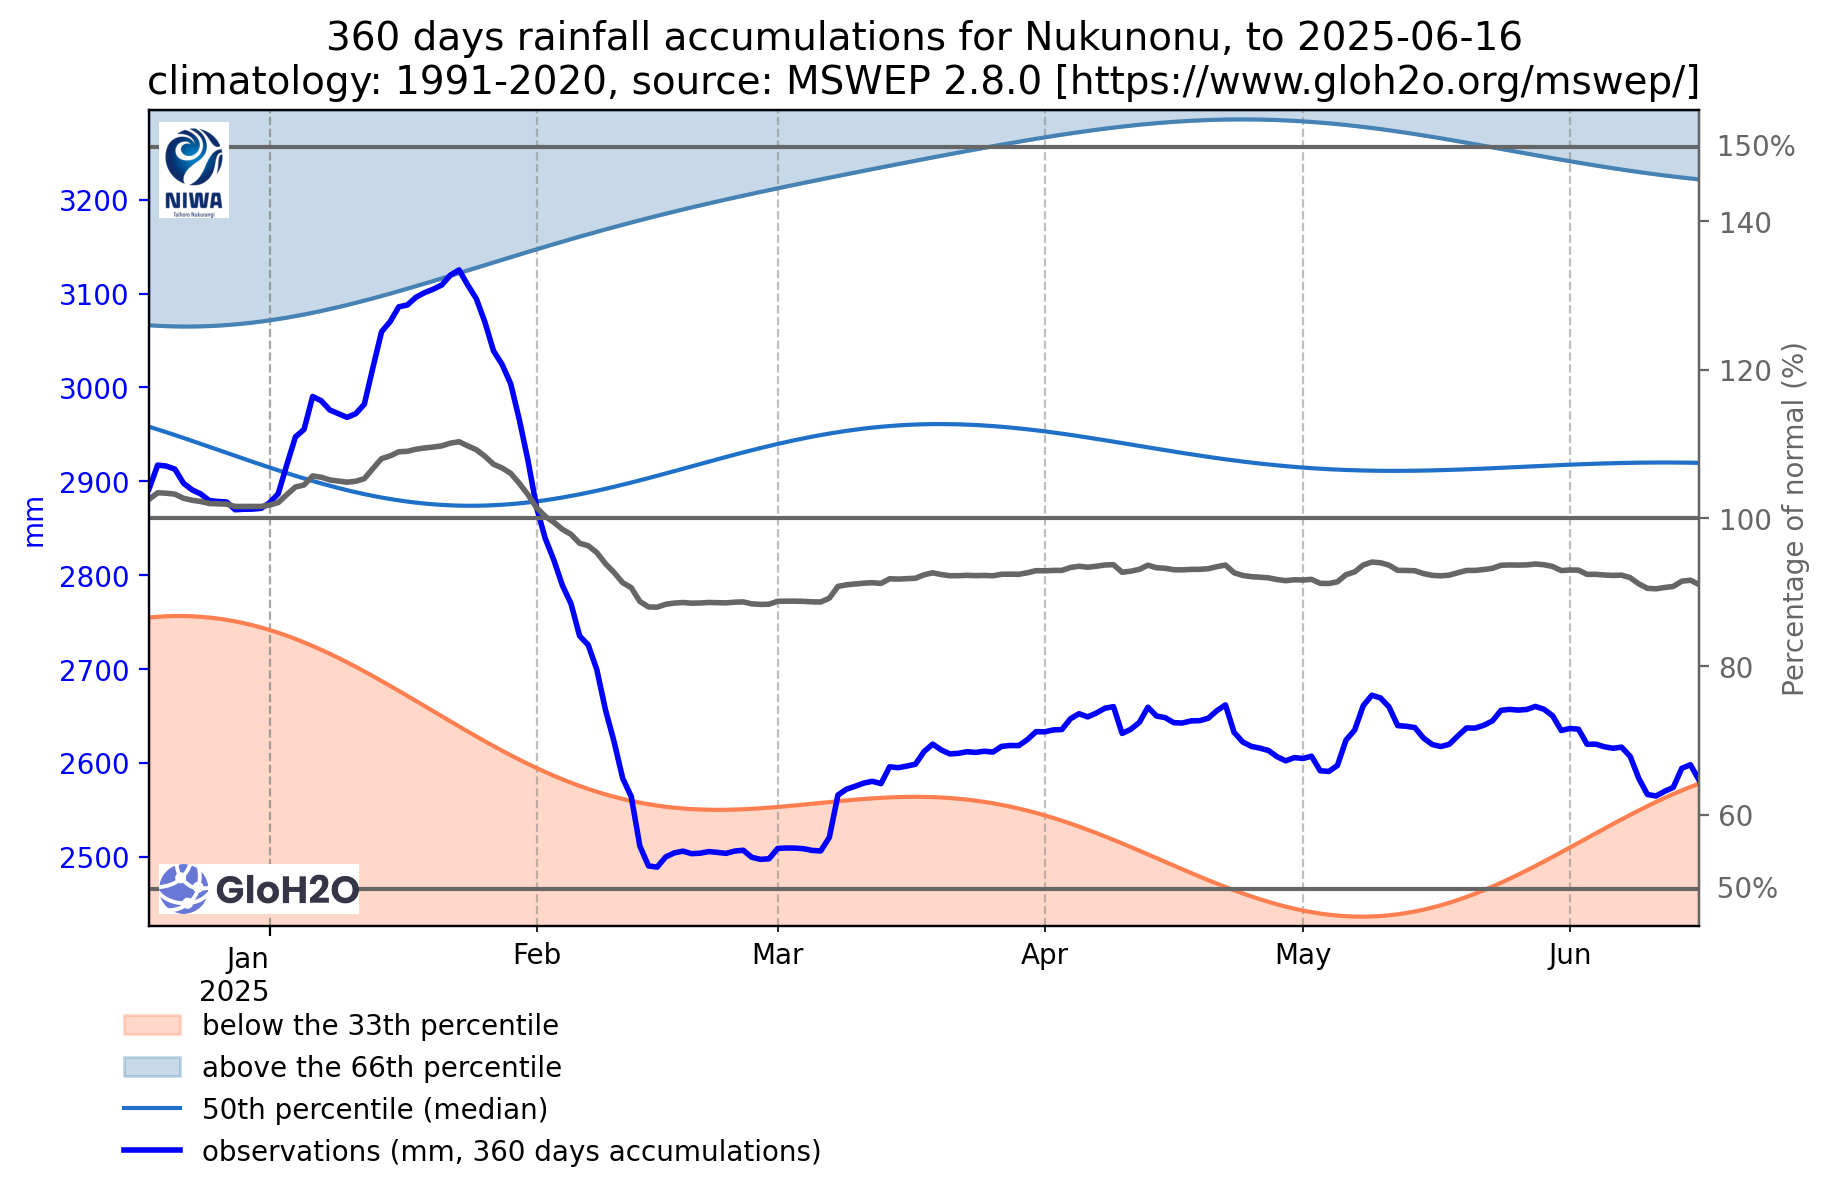 360 days rainfall accumulations for Nukunonu, to 2025-06-16
climatology: 1991-2020, source: MSWEP 2.8.0 [https://www.gloh2o.org/mswep/]
NIWA
Taihoro Nukurangi
3200
3100
3000
2900
2800
2700
2600
2500
mm
150%
140
120
100
80
60
50%
Percentage of normal (%)
GloH2O
Jan
2025
Feb
Mar
Apr
May
Jun
below the 33th percentile
above the 66th percentile
50th percentile (median)
observations (mm, 360 days accumulations)